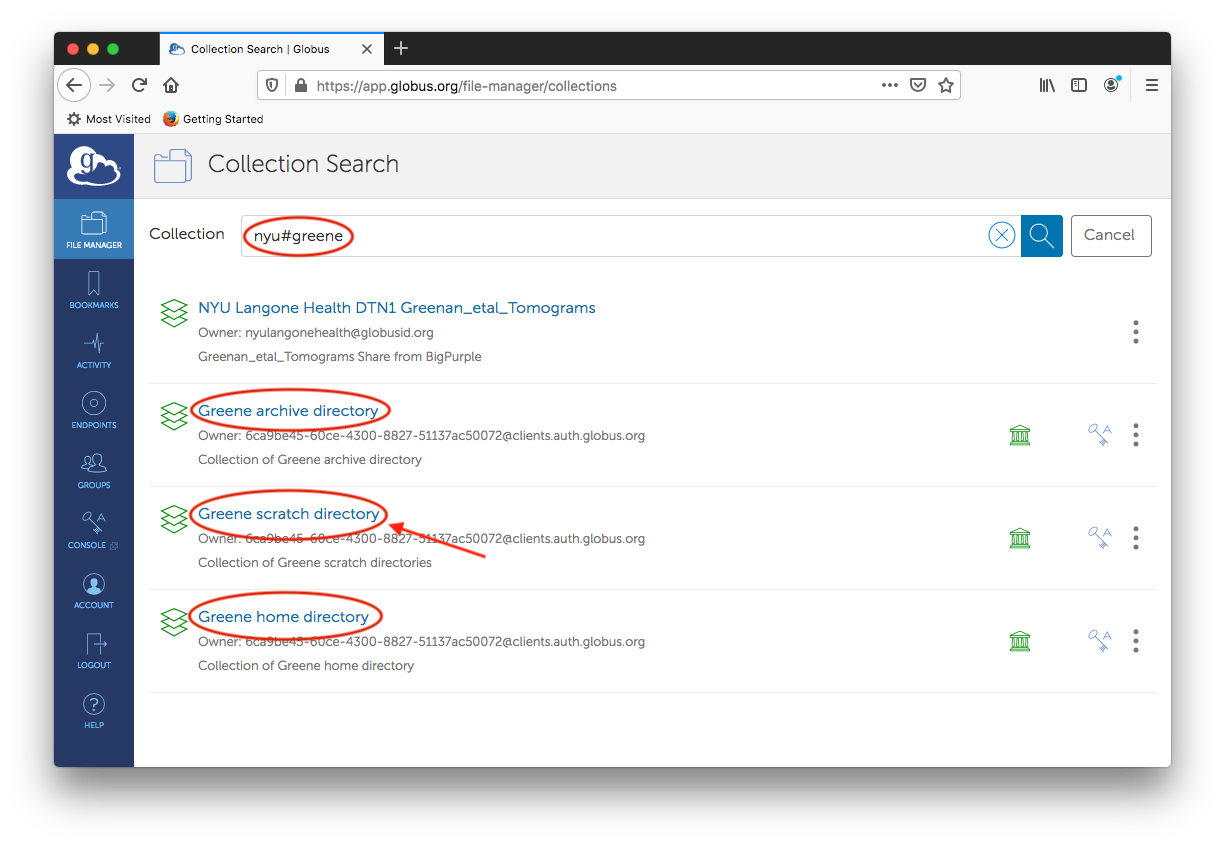 Collection Search | Globus
https://app.globus.org/file-manager/collections
Most Visited Getting Started
g
Collection Search
FILE MANAGER
BOOKMARKS
ACTIVITY
ENDPOINTS
GROUPS
CONSOLE
ACCOUNT
LOGOUT
HELP
Collection nyu#greene Cancel
NYU Langone Health DTN1 Greenan_etal_Tomograms
Owner: nyulangonehealth@globusid.org
Greenan_etal_Tomograms Share from BigPurple
Greene archive directory
Owner: 6ca9be45-60ce-4300-8827-51137ac50072@clients.auth.globus.org
Collection of Greene archive directory
Greene scratch directory
Owner: 6ca9be45-60ce-4300-8827-51137ac50072@clients.auth.globus.org
Collection of Greene scratch directories
Greene home directory
Owner: 6ca9be45-60ce-4300-8827-51137ac50072@clients.auth.globus.org
Collection of Greene home directory